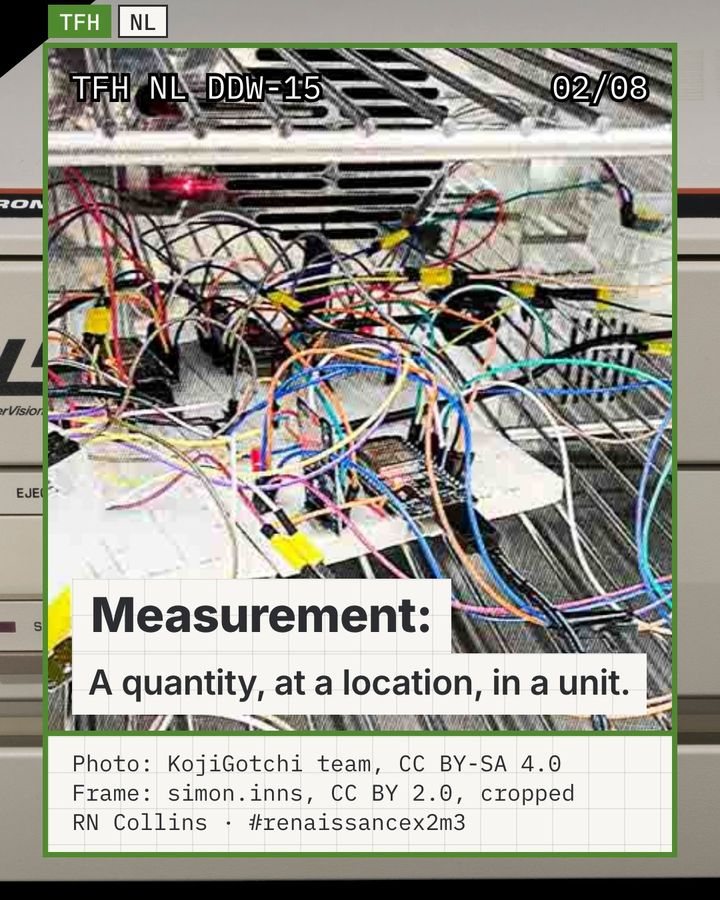 TFH NL
TFH NL DDW-15 02/08
Measurement:
A quantity, at a location, in a unit.
Photo: KojiGotchi team, CC BY-SA 4.0
Frame: simon.inns, CC BY 2.0, cropped
RN Collins · #renaissancex2m3
EJEC
S